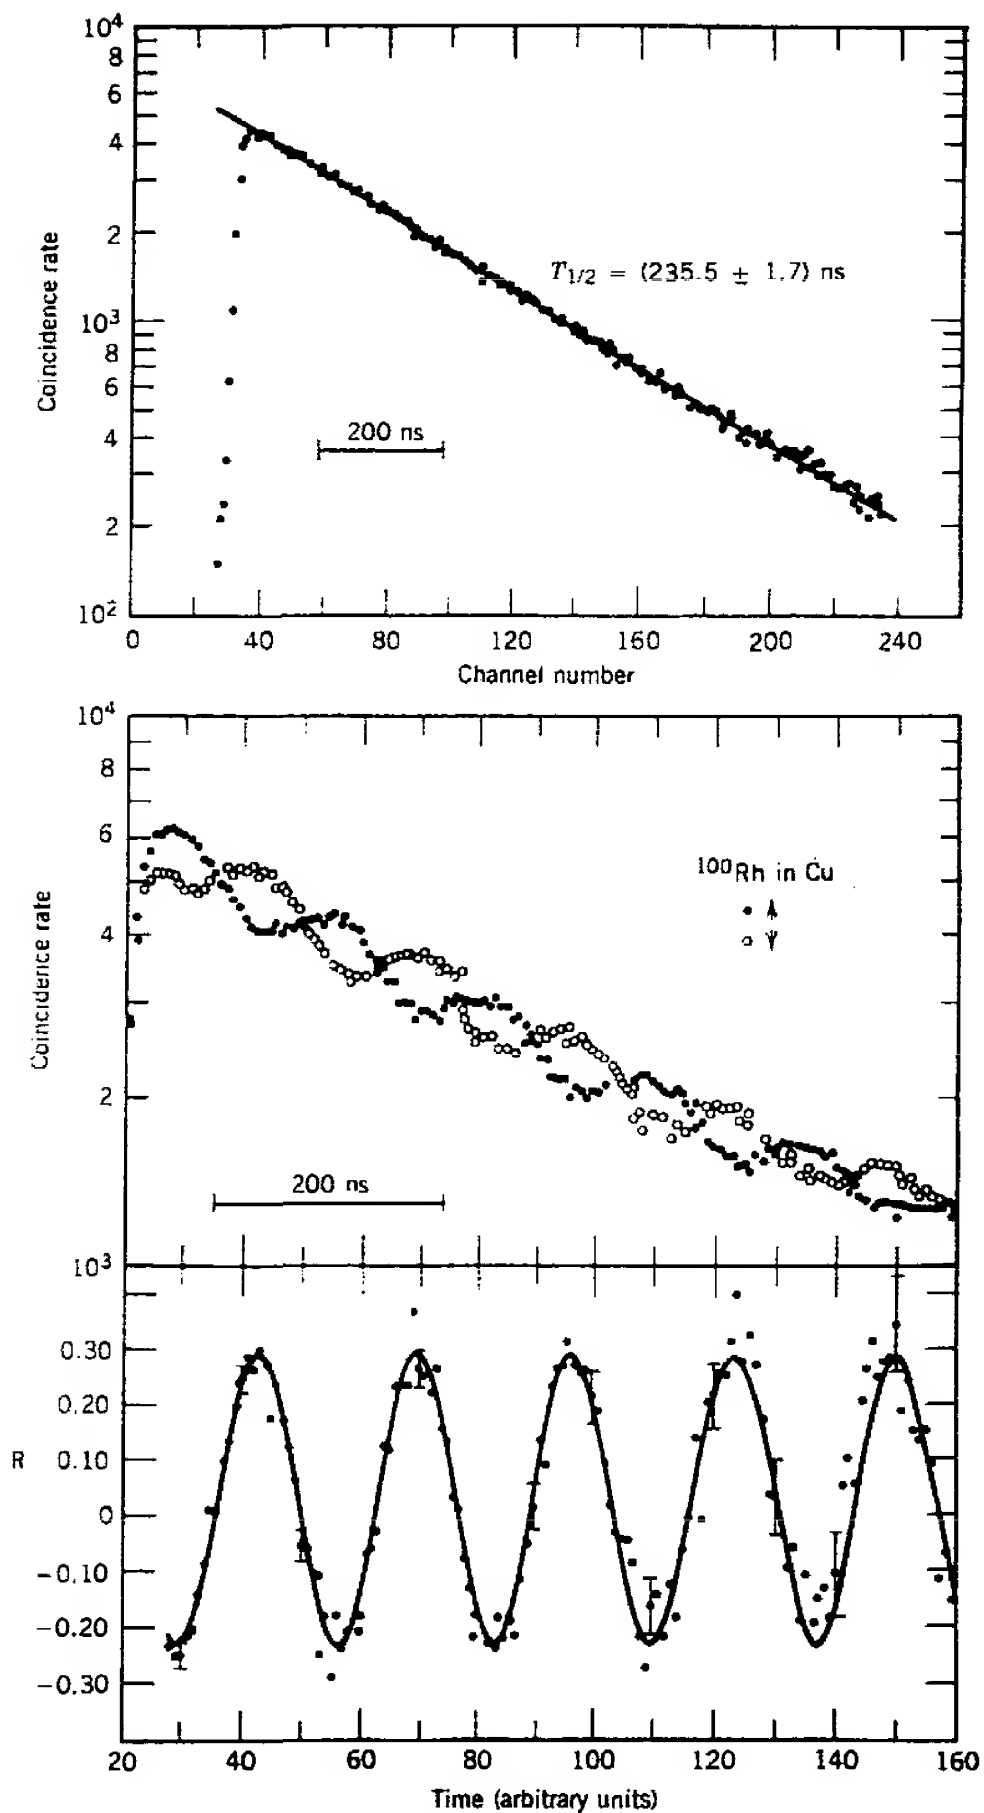 10⁴
8
6
4
2
10³
8
6
4
2
10²
Coincidence rate
T₁/₂ = (235.5 ± 1.7) ns
200 ns
0 40 80 120 160 200 240
Channel number
10⁴
8
6
4
2
10³
Coincidence rate
¹⁰⁰Rh in Cu
200 ns
0.30
0.20
0.10
0
−0.10
−0.20
−0.30
R
20 40 60 80 100 120 140 160
Time (arbitrary units)